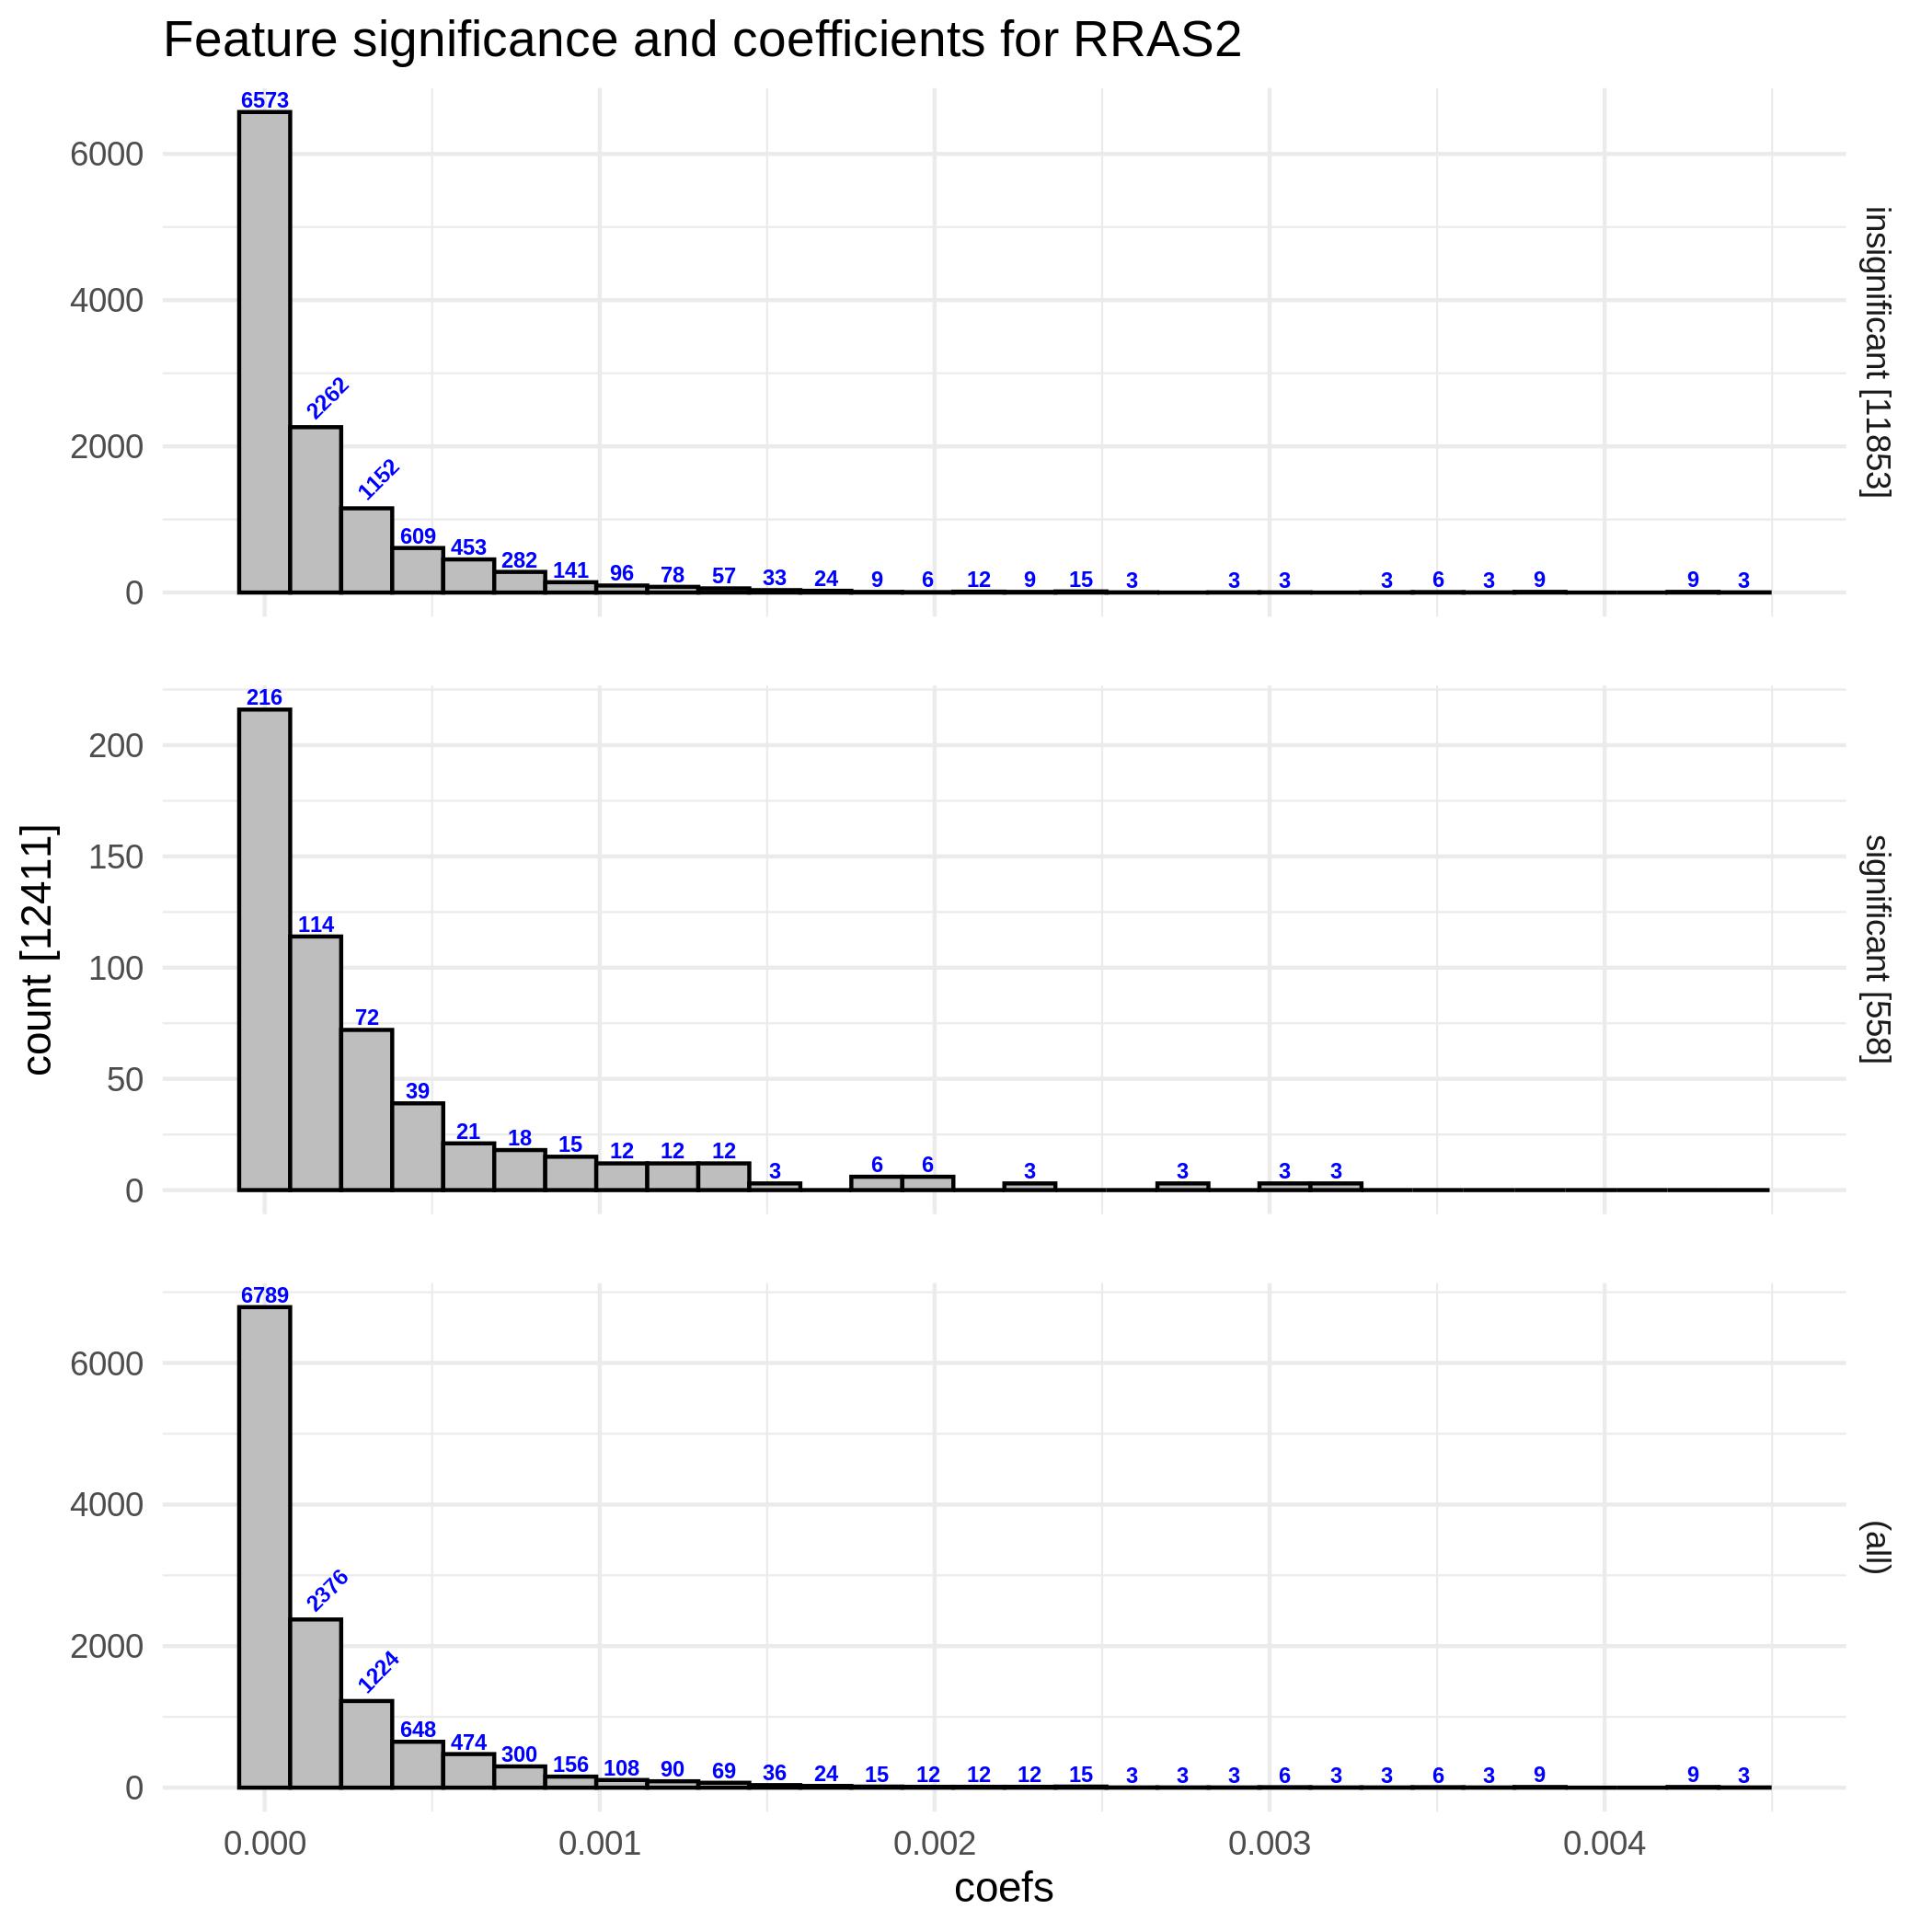 Feature significance and coefficients for RRAS2
6573
2262
1152
609 453 282 141 96 78 57 33 24 9 6 12 9 15 3 3 3 3 6 3 9 9 3
6000
4000
2000
0
insignificant [11853]
216
114
72
39
21 18 15 12 12 12 3 6 6 3 3 3 3
200
150
100
50
0
significant [558]
count [12411]
6789
2376
1224
648 474 300 156 108 90 69 36 24 15 12 12 12 15 3 3 3 6 3 3 6 3 9 9 3
6000
4000
2000
0
(all)
0.000 0.001 0.002 0.003 0.004
coefs